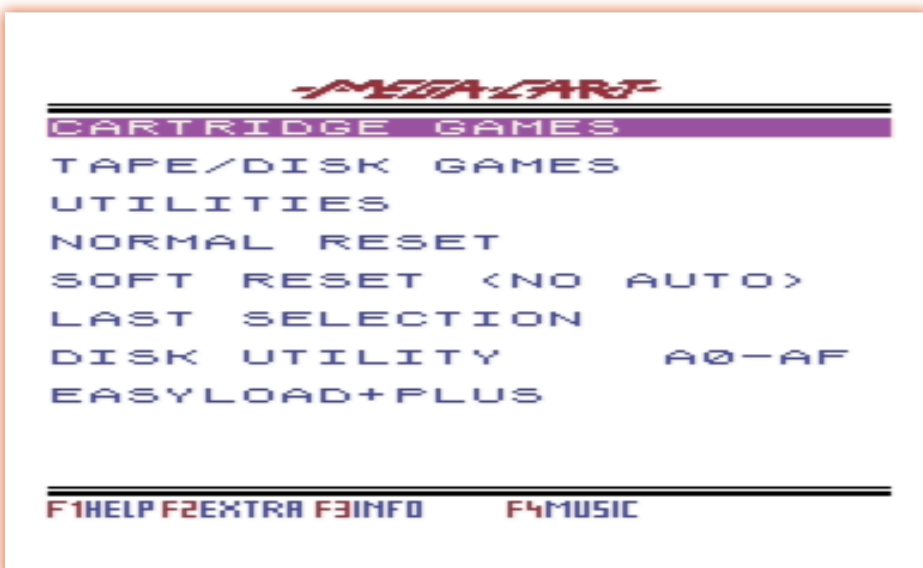 MEGA-CART
CARTRIDGE GAMES
TAPE/DISK GAMES
UTILITIES
NORMAL RESET
SOFT RESET <NO AUTO>
LAST SELECTION
DISK UTILITY A0-AF
EASYLOAD+PLUS
F1HELP F2EXTRA F3INFO F4MUSIC